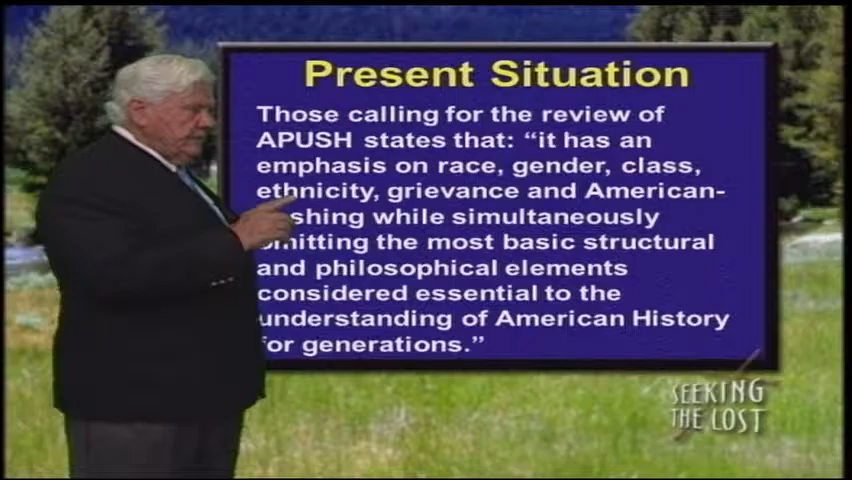 Present Situation
Those calling for the review of
APUSH states that: “it has an
emphasis on race, gender, class,
ethnicity, grievance and American-
shing while simultaneously
mitting the most basic structural
and philosophical elements
considered essential to the
understanding of American History
for generations.”
SEEKING
THE LOST